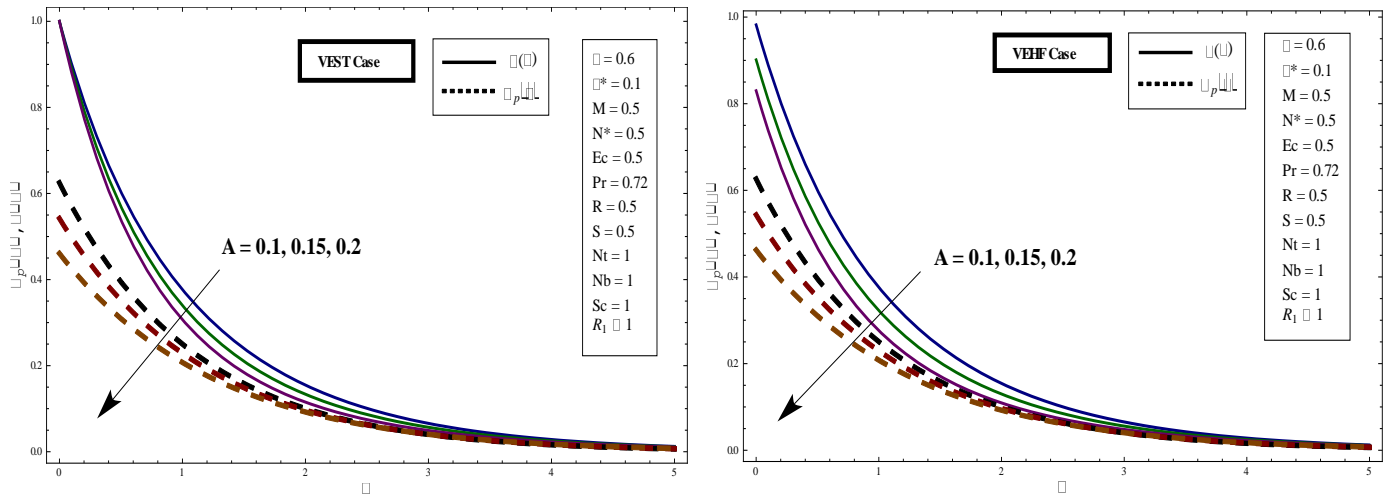 VEST Case
□(□)
□ = 0.6
□* = 0.1
M = 0.5
N* = 0.5
Ec = 0.5
Pr = 0.72
R = 0.5
S = 0.5
Nt = 1
Nb = 1
Sc = 1
R₁ □ 1
A = 0.1, 0.15, 0.2
1.0
0.8
0.6
0.4
0.2
0.0
0 1 2 3 4 5
□
VEHF Case
□(□)
□ = 0.6
□* = 0.1
M = 0.5
N* = 0.5
Ec = 0.5
Pr = 0.72
R = 0.5
S = 0.5
Nt = 1
Nb = 1
Sc = 1
R₁ □ 1
A = 0.1, 0.15, 0.2
1.0
0.8
0.6
0.4
0.2
0.0
0 1 2 3 4 5
□